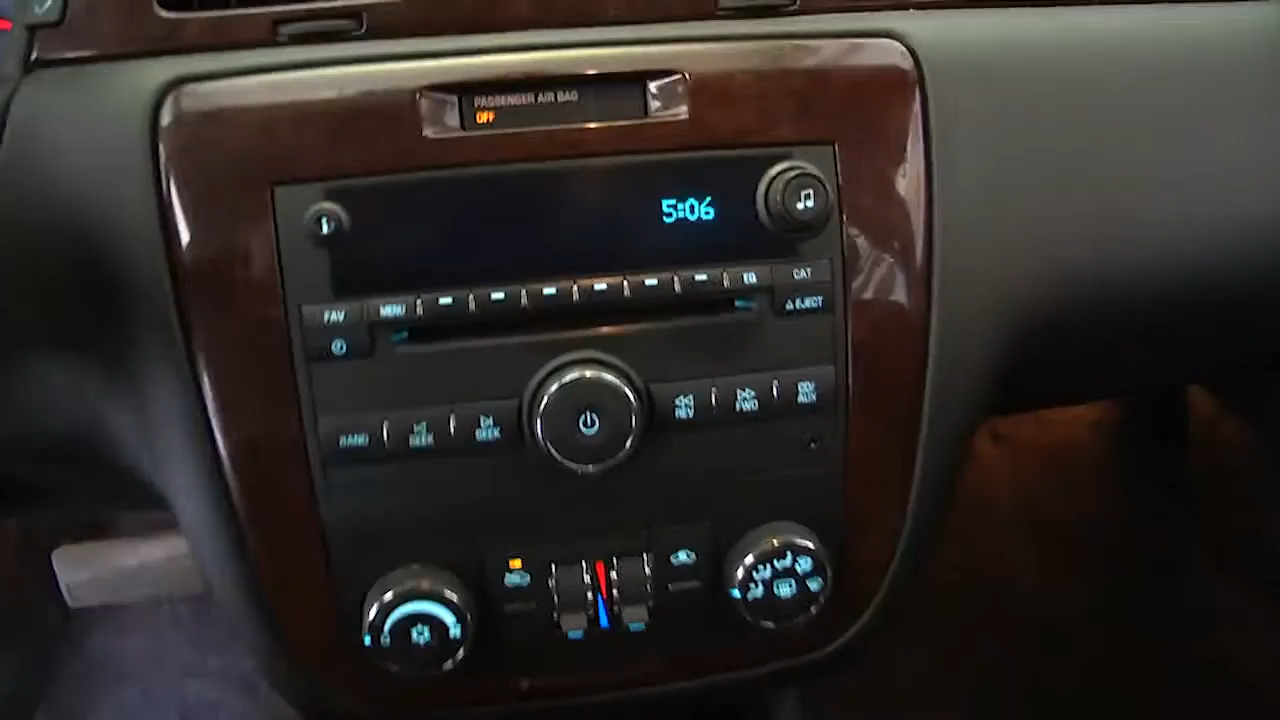 PASSENGER AIR BAG
OFF
5:06
CAT
EQ
MENU
FAV
EJECT
BAND
SEEK
SEEK
REV
FWD
CD/
AUX